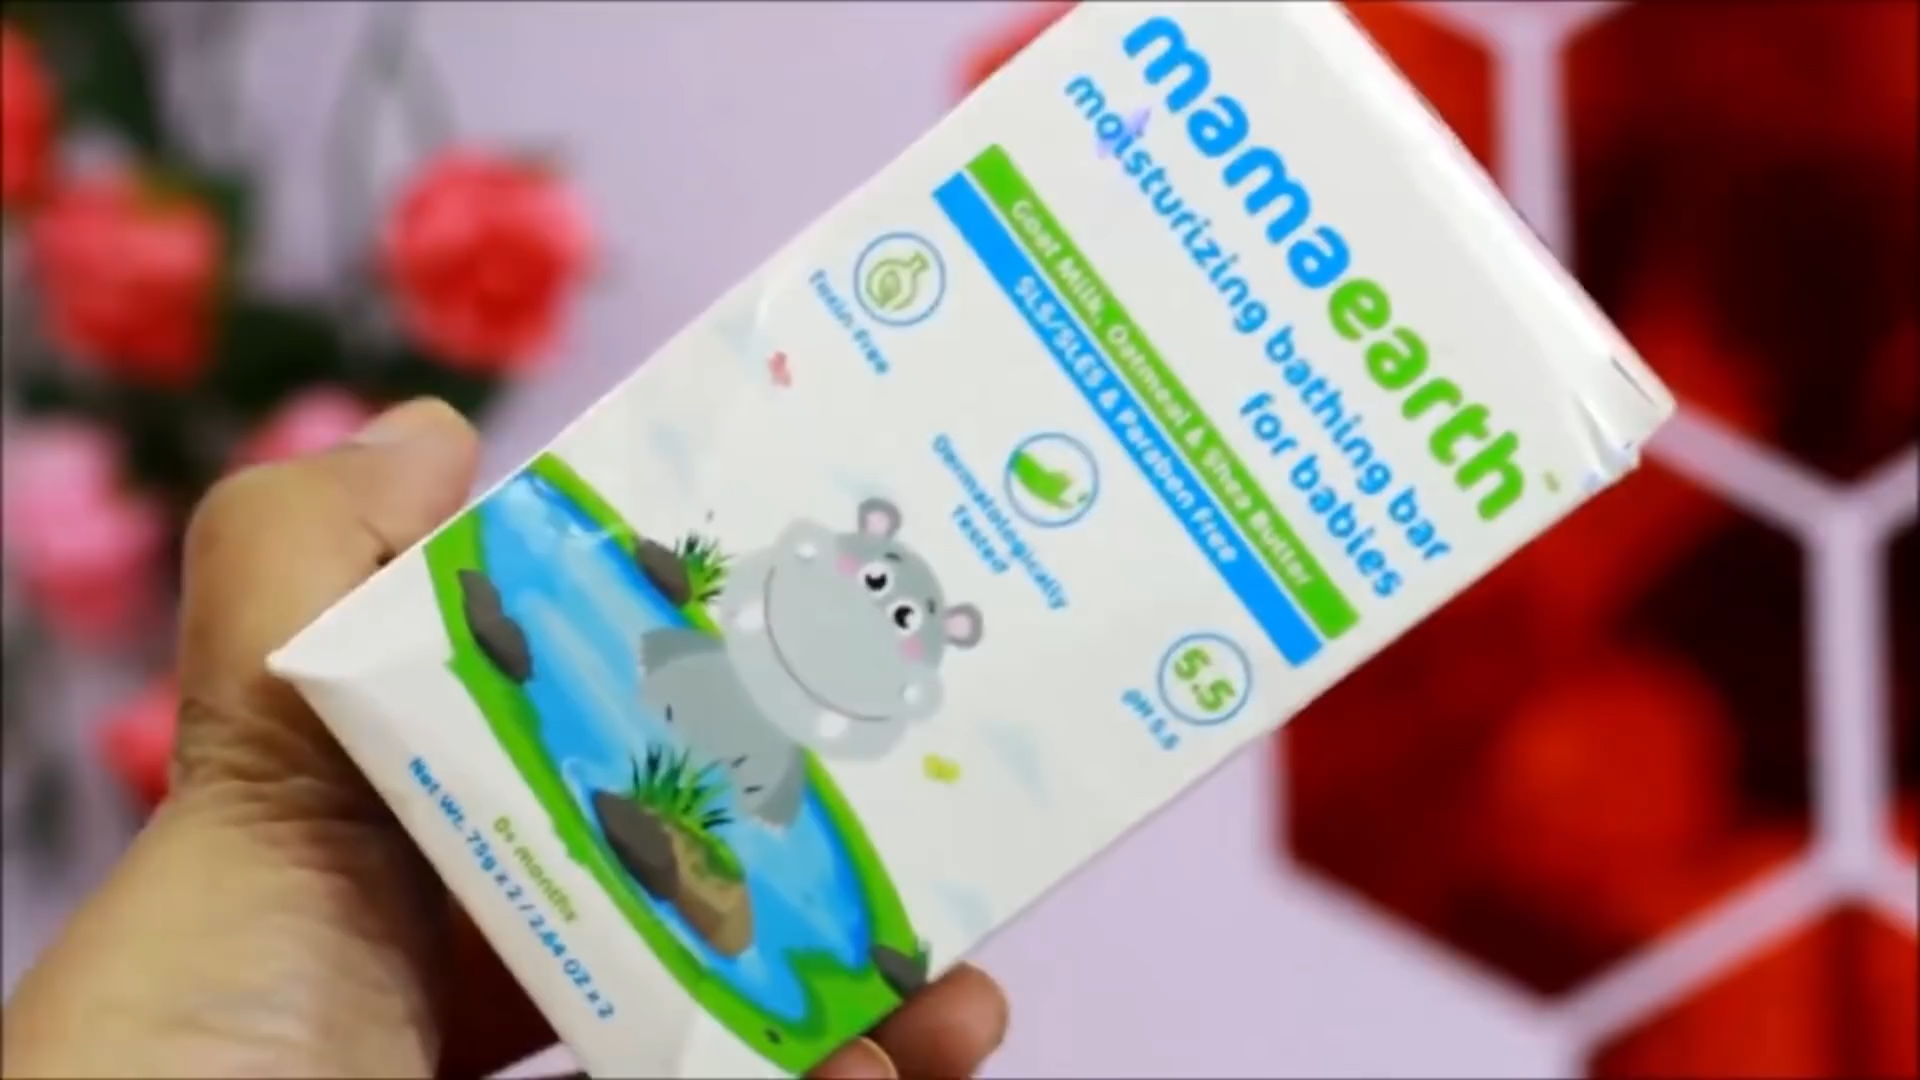 mamaearth™
moisturizing bathing bar
for babies
Goat Milk, Oatmeal & Shea Butter
SLS/SLES & Paraben Free
Toxin Free
Dermatologically
Tested
5.5
pH 5.5
0+ months
Net Wt. 75g x 2 / 2.64 OZ x 2